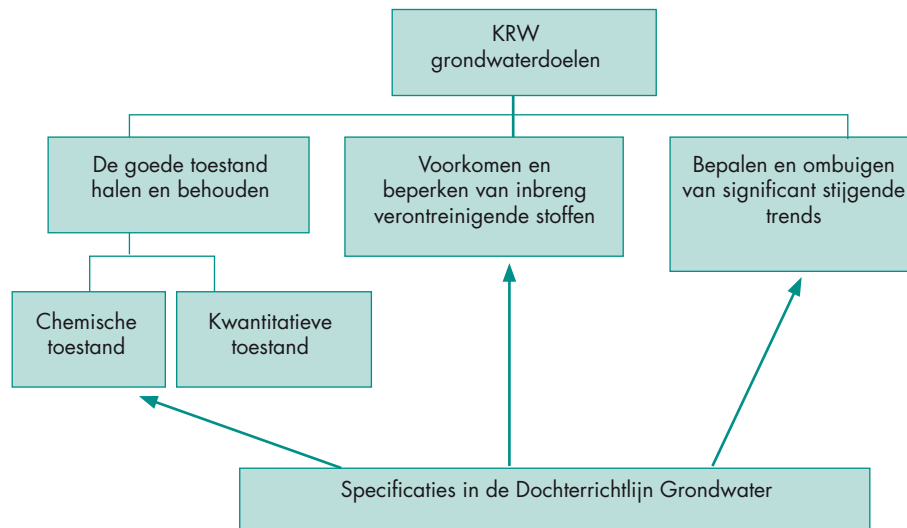 KRW
grondwaterdoelen
De goede toestand
halen en behouden
Voorkomen en
beperken van inbreng
verontreinigende stoffen
Bepalen en ombuigen
van significant stijgende
trends
Chemische
toestand
Kwantitatieve
toestand
Specificaties in de Dochterrichtlijn Grondwater